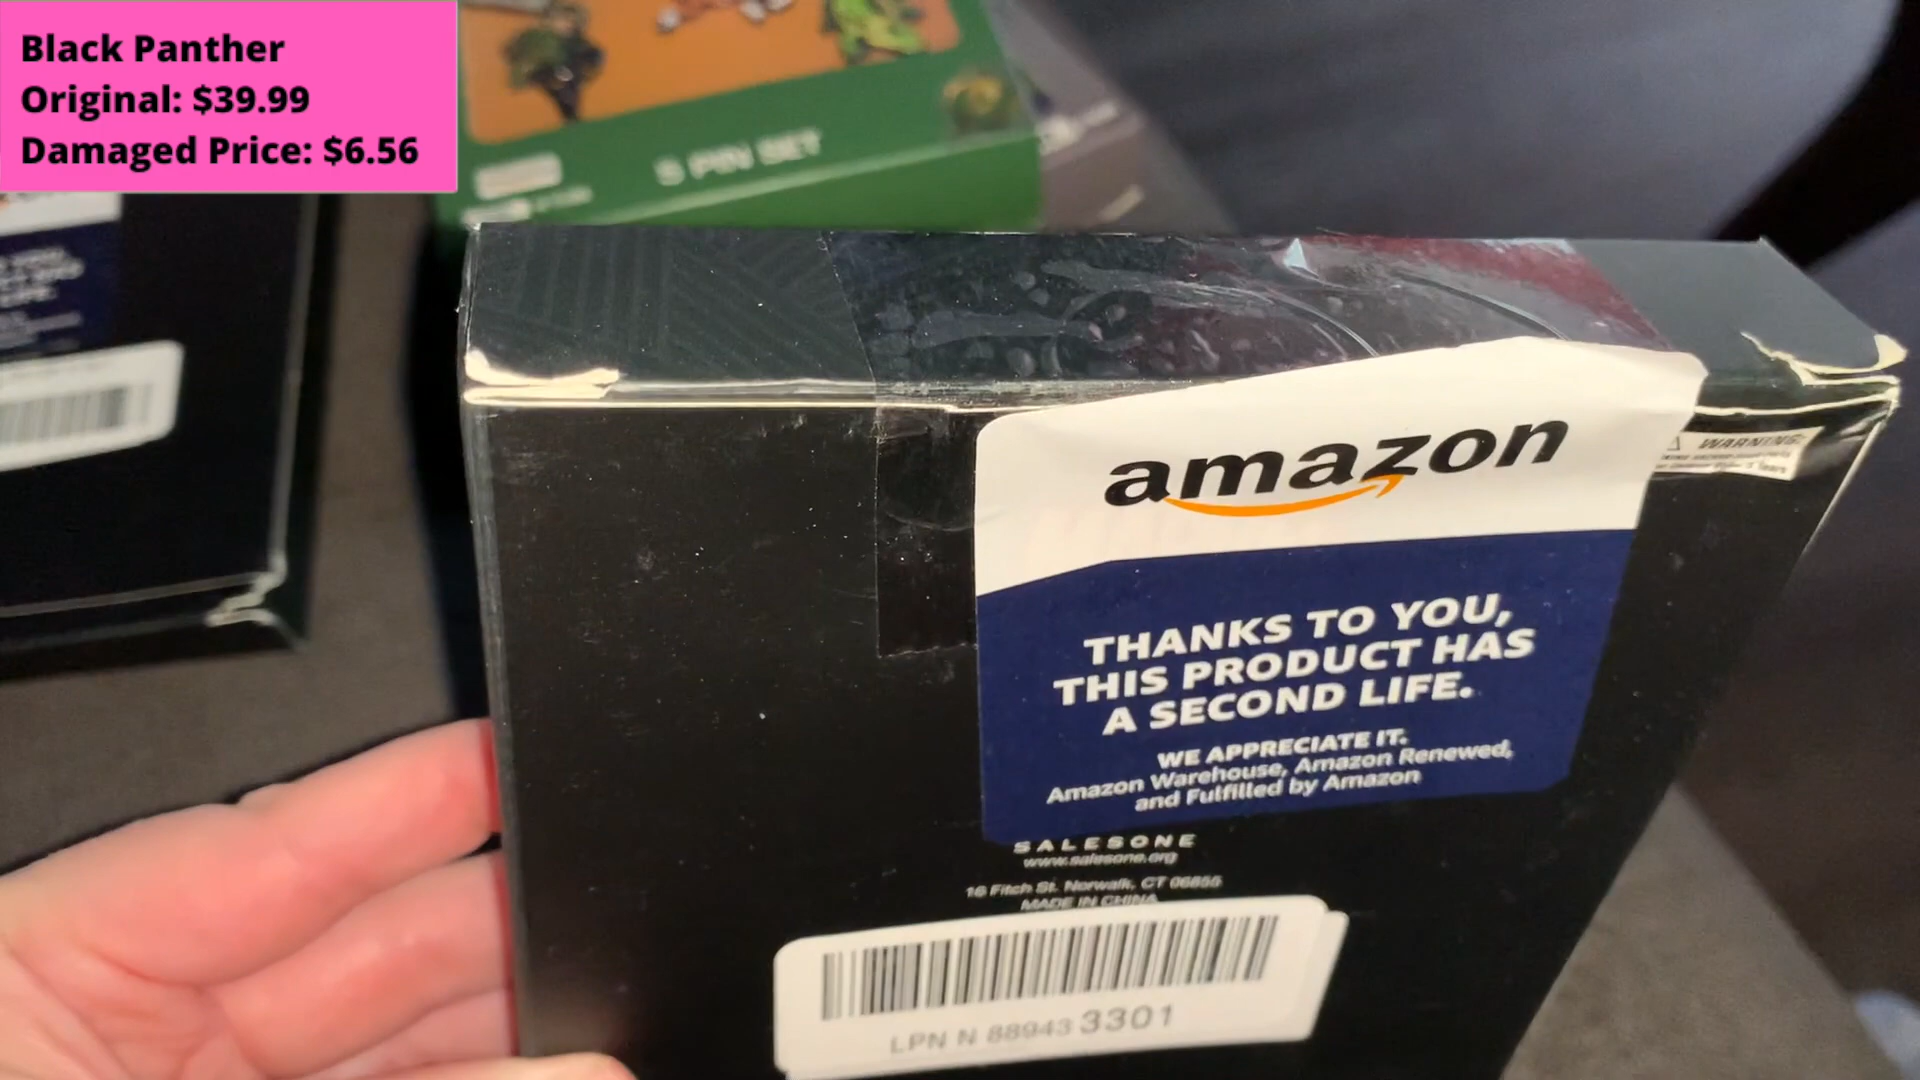 Black Panther
Original: $39.99
Damaged Price: $6.56
5 PIN SET
amazon
WARNING:
THANKS TO YOU,
THIS PRODUCT HAS
A SECOND LIFE.
WE APPRECIATE IT.
Amazon Warehouse, Amazon Renewed,
and Fulfilled by Amazon
SALESONE
www.salesone.org
16 Fitch St. Norwalk, CT 06855
MADE IN CHINA
LPN N 88943 3301